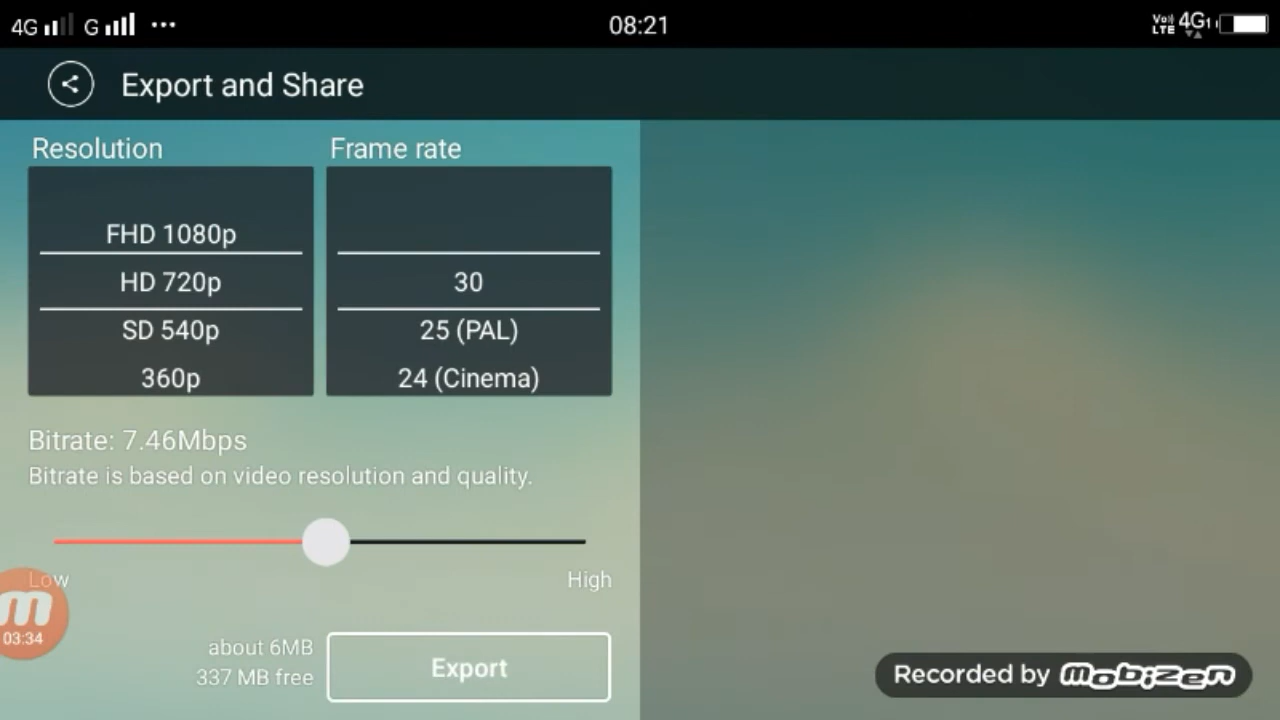 4G G ... 08:21 Vo) LTE 4G
Export and Share
Resolution Frame rate
FHD 1080p
HD 720p 30
SD 540p 25 (PAL)
360p 24 (Cinema)
Bitrate: 7.46Mbps
Bitrate is based on video resolution and quality.
Low High
03:34
about 6MB
337 MB free
Export
Recorded by mobizen